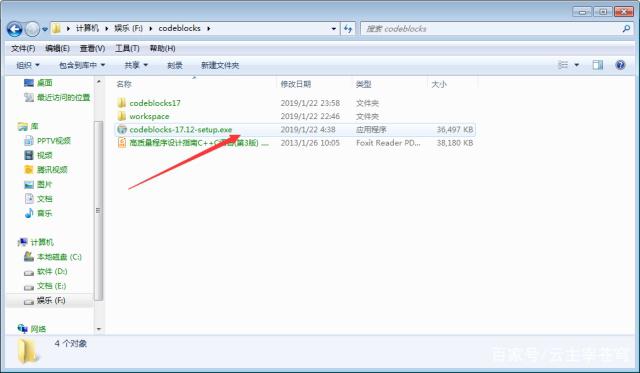 计算机 ▸ 娱乐 (F:) ▸ codeblocks ▸
搜索 codeblocks
文件(F) 编辑(E) 查看(V) 工具(T) 帮助(H)
组织 包含到库中 共享 刻录 新建文件夹
名称 修改日期 类型 大小
桌面
最近访问的位置
库
PPTV视频
视频
腾讯视频
图片
文档
音乐
计算机
本地磁盘 (C:)
软件 (D:)
文档 (E:)
娱乐 (F:)
网络
codeblocks17 2019/1/22 23:58 文件夹
workspace 2019/1/22 22:46 文件夹
codeblocks-17.12-setup.exe 2019/1/22 4:38 应用程序 36,497 KB
高质量程序设计指南C++C语言(第3版) .... 2013/1/26 10:05 Foxit Reader PD... 38,180 KB
4 个对象
百家号/云主宰苍穹